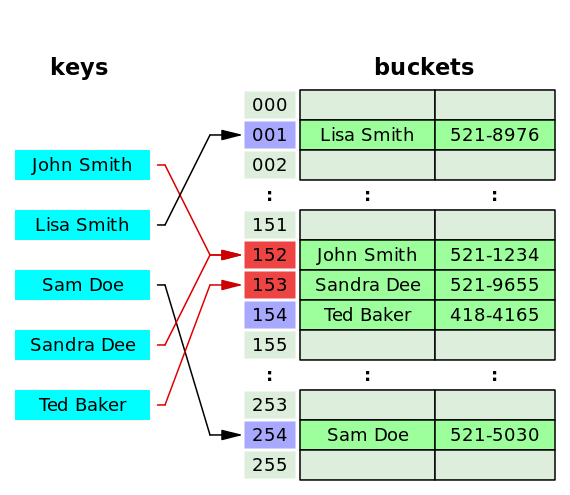 keys
buckets
John Smith
Lisa Smith
Sam Doe
Sandra Dee
Ted Baker
000
001 Lisa Smith 521-8976
002
: : :
151
152 John Smith 521-1234
153 Sandra Dee 521-9655
154 Ted Baker 418-4165
155
: : :
253
254 Sam Doe 521-5030
255